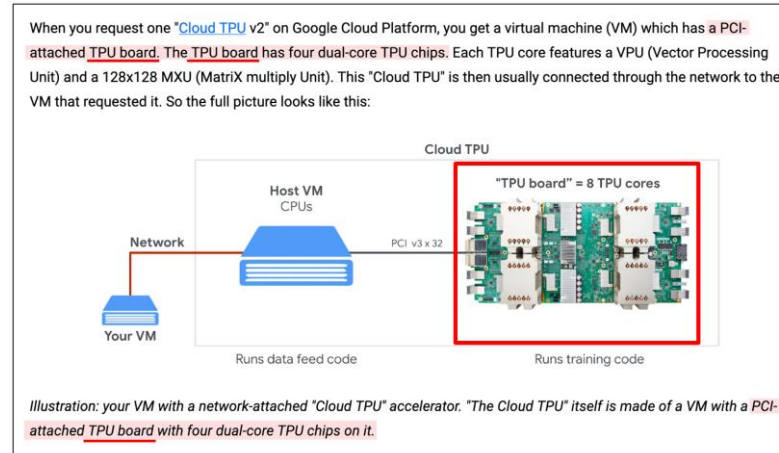 When you request one "Cloud TPU v2" on Google Cloud Platform, you get a virtual machine (VM) which has a PCI-
attached TPU board. The TPU board has four dual-core TPU chips. Each TPU core features a VPU (Vector Processing
Unit) and a 128x128 MXU (MatriX multiply Unit). This "Cloud TPU" is then usually connected through the network to the
VM that requested it. So the full picture looks like this:
Cloud TPU
"TPU board” = 8 TPU cores
Host VM
CPUs
Network
PCI v3 x 32
Your VM
Runs data feed code
Runs training code
Illustration: your VM with a network-attached "Cloud TPU" accelerator. "The Cloud TPU" itself is made of a VM with a PCI-
attached TPU board with four dual-core TPU chips on it.